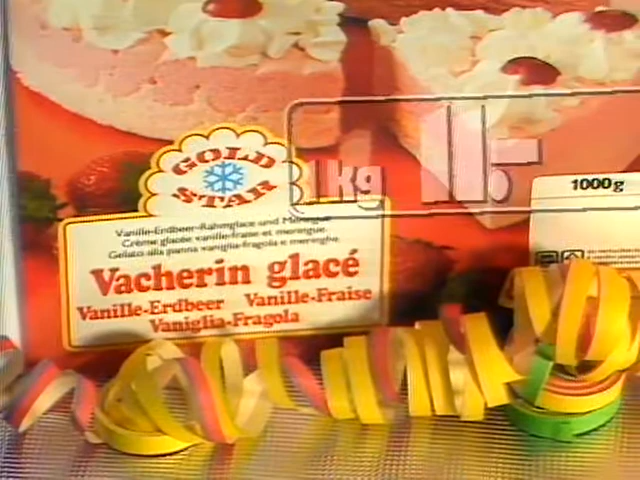 GOLD
STAR
1kg 11.-
1000g
Vanille-Erdbeer-Rahmglace und Meringue
Crème glacée vanille-fraise et meringue
Gelato alla panna vaniglia-fragola e meringhe
Vacherin glacé
Vanille-Erdbeer Vanille-Fraise
Vaniglia-Fragola